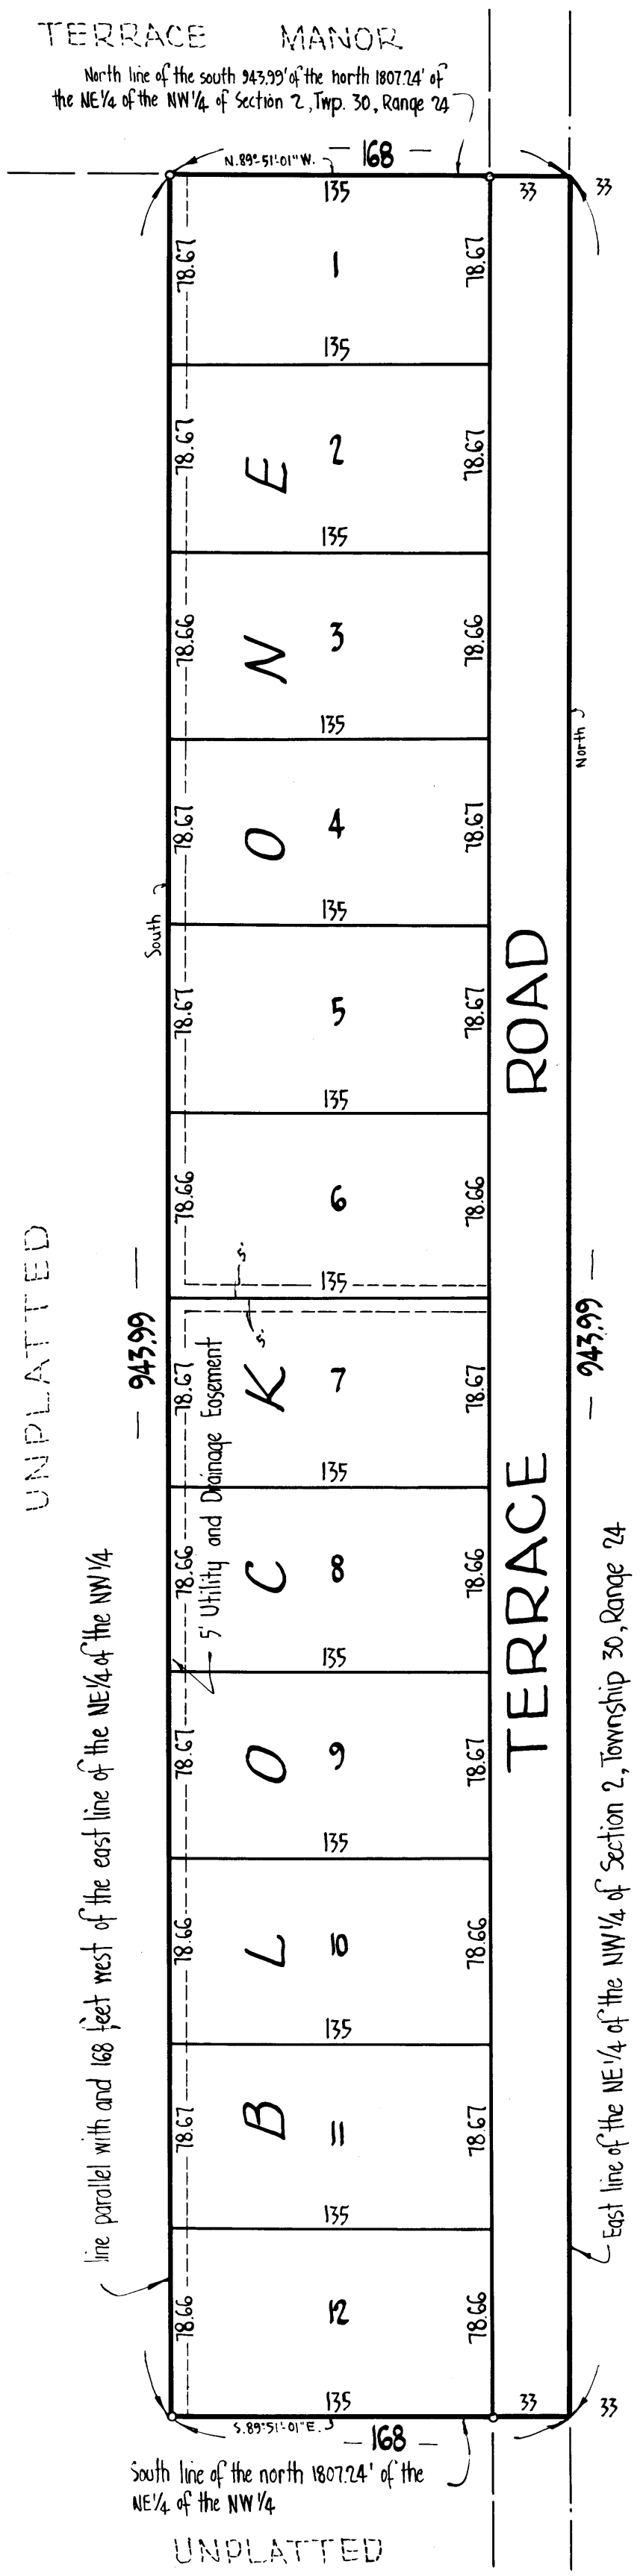 TERRACE MANOR
North line of the south 943.99' of the north 1807.24' of
the NE1/4 of the NW1/4 of Section 2, Twp. 30, Range 24
N.89°-51'-01"W.
168
135 33 33
78.67 1 78.67
135
78.67 2 78.67
135
78.66 3 78.66
135
North
78.67 4 78.67
135
South
78.67 5 78.67
135
78.66 6 78.66
135
5'
5'
78.67 7 78.67
135
78.66 8 78.66
135
78.67 9 78.67
135
78.66 10 78.66
135
78.67 11 78.67
135
78.66 12 78.66
135 33 33
BLOCK ONE
TERRACE ROAD
5' Utility and Drainage Easement
943.99
943.99
UNPLATTED
line parallel with and 168 feet west of the east line of the NE1/4 of the NW1/4
East line of the NE1/4 of the NW1/4 of Section 2, Township 30, Range 24
S.89°51'-01"E.
168
South line of the north 1807.24' of the
NE1/4 of the NW1/4
UNPLATTED